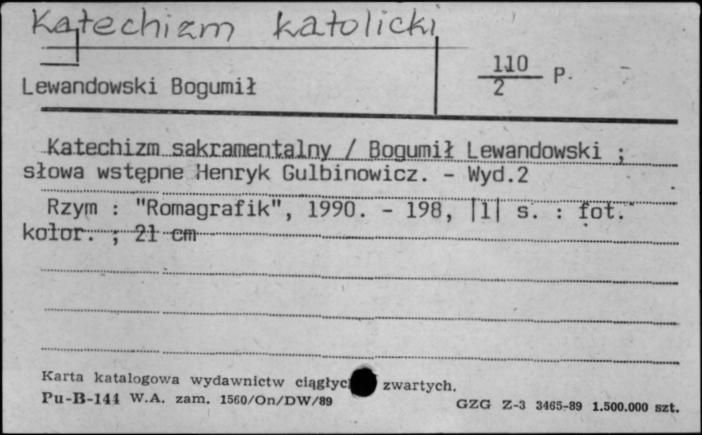 Katechizm katolicki
110
2
P.
Lewandowski Bogumił
Katechizm sakramentalny / Bogumił Lewandowski ;
słowa wstępne Henryk Gulbinowicz. - Wyd.2
Rzym : "Romagrafik", 1990. - 198, |1| s. : fot.
kolor. ; 21 cm
Karta katalogowa wydawnictw ciągłyc zwartych.
Pu-B-144 W.A. zam. 1560/On/DW/89
GZG Z-3 3465-89 1.500.000 szt.